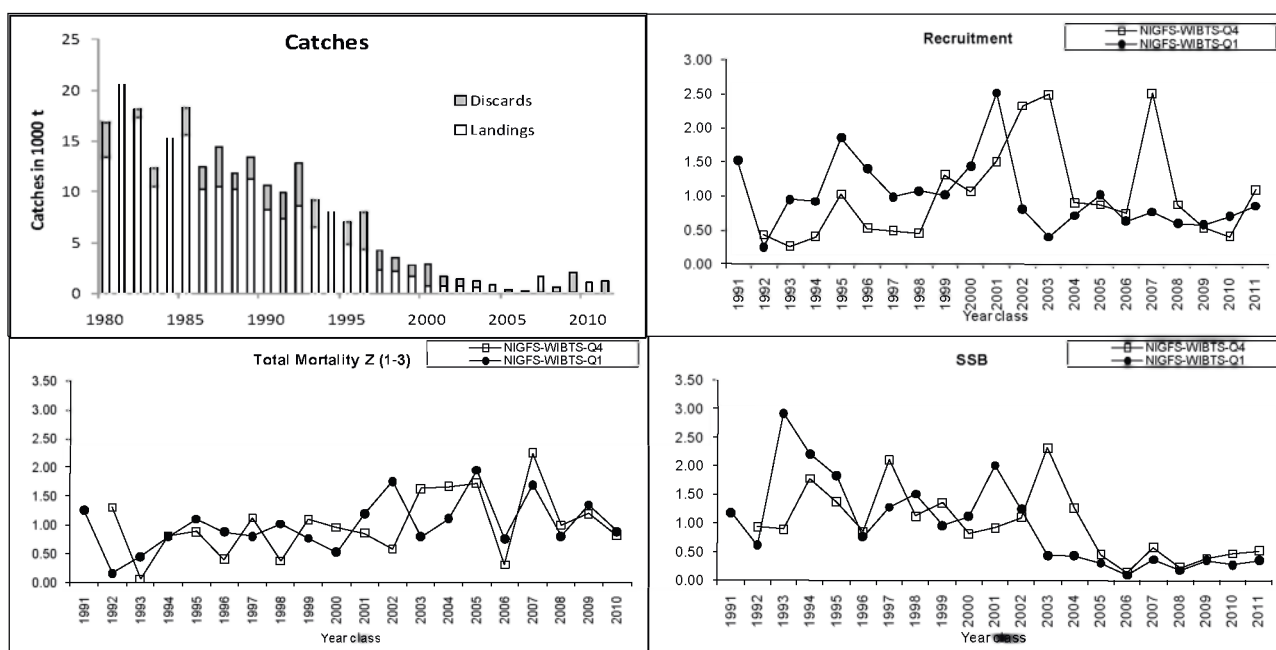 Catches
25
20
15
10
5
0
Catches in 1000 t
Discards
Landings
1980 1985 1990 1995 2000 2005 2010
Recruitment
NIGFS-WIBTS-Q4
NIGFS-WIBTS-Q1
3.00
2.50
2.00
1.50
1.00
0.50
0.00
1991 1992 1993 1994 1995 1996 1997 1998 1999 2000 2001 2002 2003 2004 2005 2006 2007 2008 2009 2010 2011
Year class
Total Mortality Z (1-3)
NIGFS-WIBTS-Q4
NIGFS-WIBTS-Q1
3.50
3.00
2.50
2.00
1.50
1.00
0.50
0.00
1991 1992 1993 1994 1995 1996 1997 1998 1999 2000 2001 2002 2003 2004 2005 2006 2007 2008 2009 2010
Year class
SSB
NIGFS-WIBTS-Q4
NIGFS-WIBTS-Q1
3.50
3.00
2.50
2.00
1.50
1.00
0.50
0.00
1991 1992 1993 1994 1995 1996 1997 1998 1999 2000 2001 2002 2003 2004 2005 2006 2007 2008 2009 2010 2011
Year class